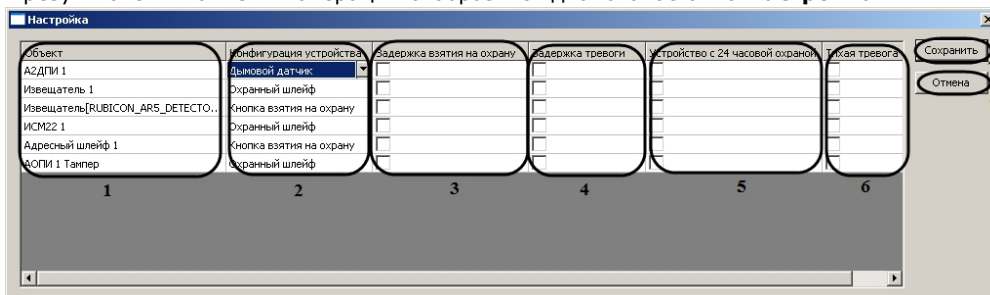 Настройка
Объект Конфигурация устройства Задержка взятия на охрану Задержка тревоги Устройство с 24 часовой охраной Тихая тревога Сохранить
А2ДПИ 1 Дымовой датчик Отмена
Извещатель 1 Охранный шлейф
Извещатель[RUBICON_AR5_DETECTO.. Кнопка взятия на охрану
ИСМ22 1 Охранный шлейф
Адресный шлейф 1 Кнопка взятия на охрану
АОПИ 1 Тампер Охранный шлейф
1 2 3 4 5 6